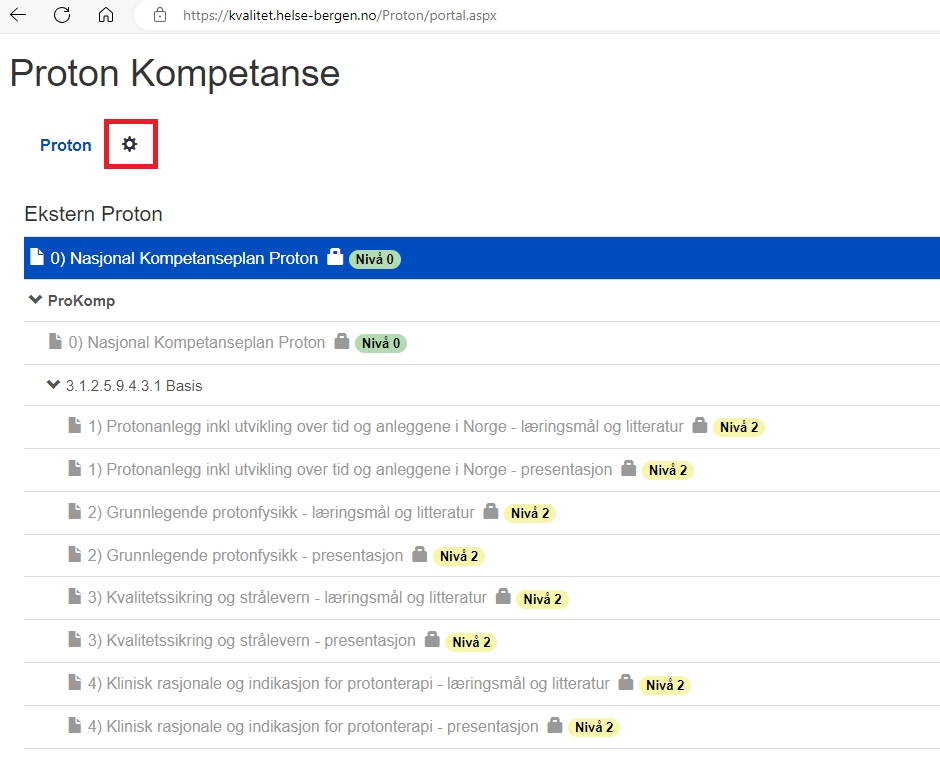 https://kvalitet.helse-bergen.no/Proton/portal.aspx
Proton Kompetanse
Proton
Ekstern Proton
0) Nasjonal Kompetanseplan Proton Nivå 0
ProKomp
0) Nasjonal Kompetanseplan Proton Nivå 0
3.1.2.5.9.4.3.1 Basis
1) Protonanlegg inkl utvikling over tid og anleggene i Norge - læringsmål og litteratur Nivå 2
1) Protonanlegg inkl utvikling over tid og anleggene i Norge - presentasjon Nivå 2
2) Grunnlegende protonfysikk - læringsmål og litteratur Nivå 2
2) Grunnlegende protonfysikk - presentasjon Nivå 2
3) Kvalitetssikring og strålevern - læringsmål og litteratur Nivå 2
3) Kvalitetssikring og strålevern - presentasjon Nivå 2
4) Klinisk rasjonale og indikasjon for protonterapi - læringsmål og litteratur Nivå 2
4) Klinisk rasjonale og indikasjon for protonterapi - presentasjon Nivå 2